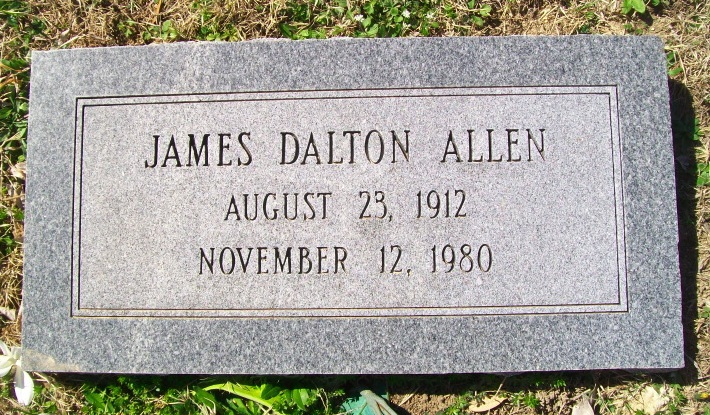 JAMES DALTON ALLEN
AUGUST 23, 1912
NOVEMBER 12, 1980